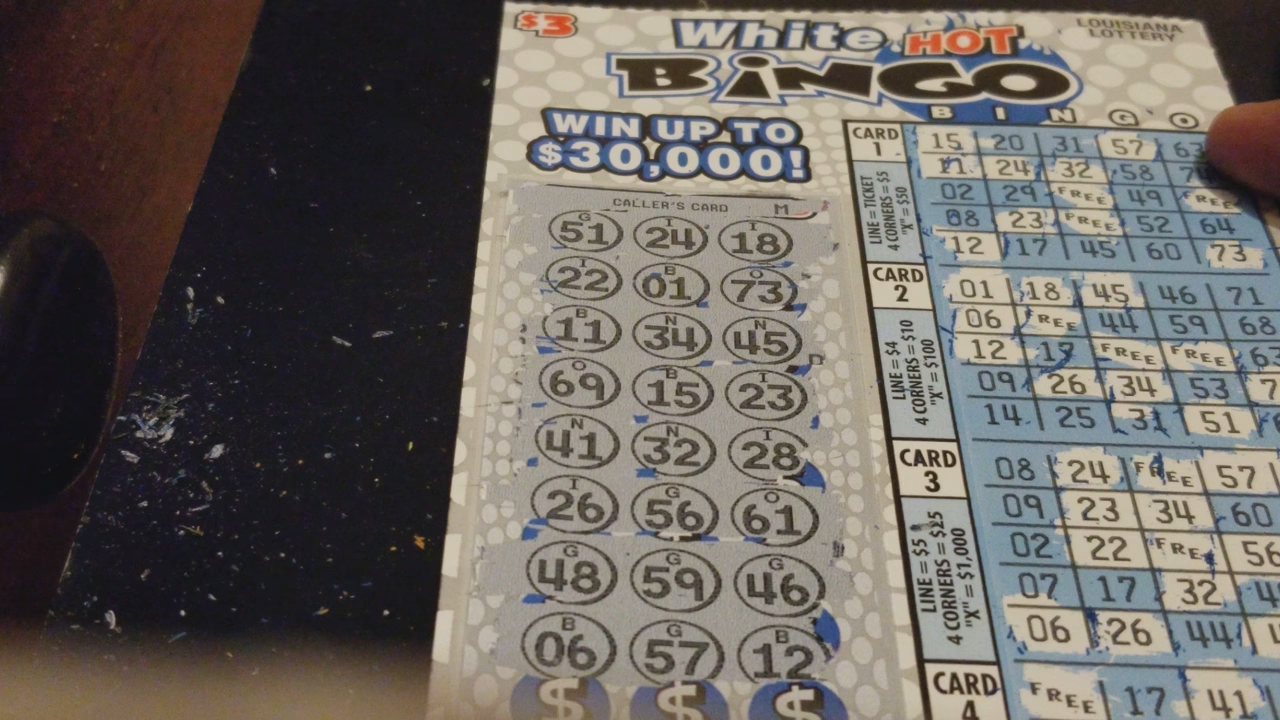 $3
White HOT
BiNGO
LOUISIANA
LOTTERY
WIN UP TO
$30,000!
CALLER'S CARD
G I I
51 24 18
I B O
22 01 73
B N N
11 34 45
O B I
69 15 23
N N I
41 32 28
I G O
26 56 61
G G G
48 59 46
B G B
06 57 12
$ $ $
B I N G O
CARD
1
LINE = TICKET
4 CORNERS = $5
"X" = $50
15 20 31 57 63
11 24 32 58
02 29 FREE 49 FREE
08 23 FREE 52 64
12 17 45 60 73
CARD
2
LINE = $4
4 CORNERS = $10
"X" = $100
01 18 45 46 71
06 FREE 44 59 68
12 17 FREE FREE 63
09 26 34 53
14 25 31 51
CARD
3
LINE = $5
4 CORNERS = $25
"X" = $1,000
08 24 FREE 57
09 23 34 60
02 22 FREE 56
07 17 32
06 26 44
CARD
4
FREE 17 41